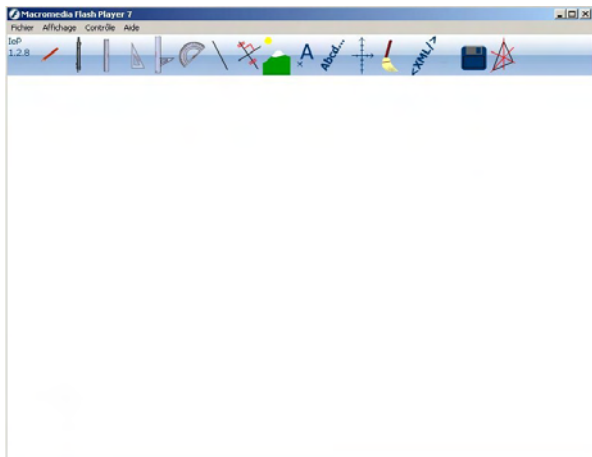 Macromedia Flash Player 7
Fichier Affichage Contrôle Aide
IoP
1.2.8
A
Abcd...
<XML/>